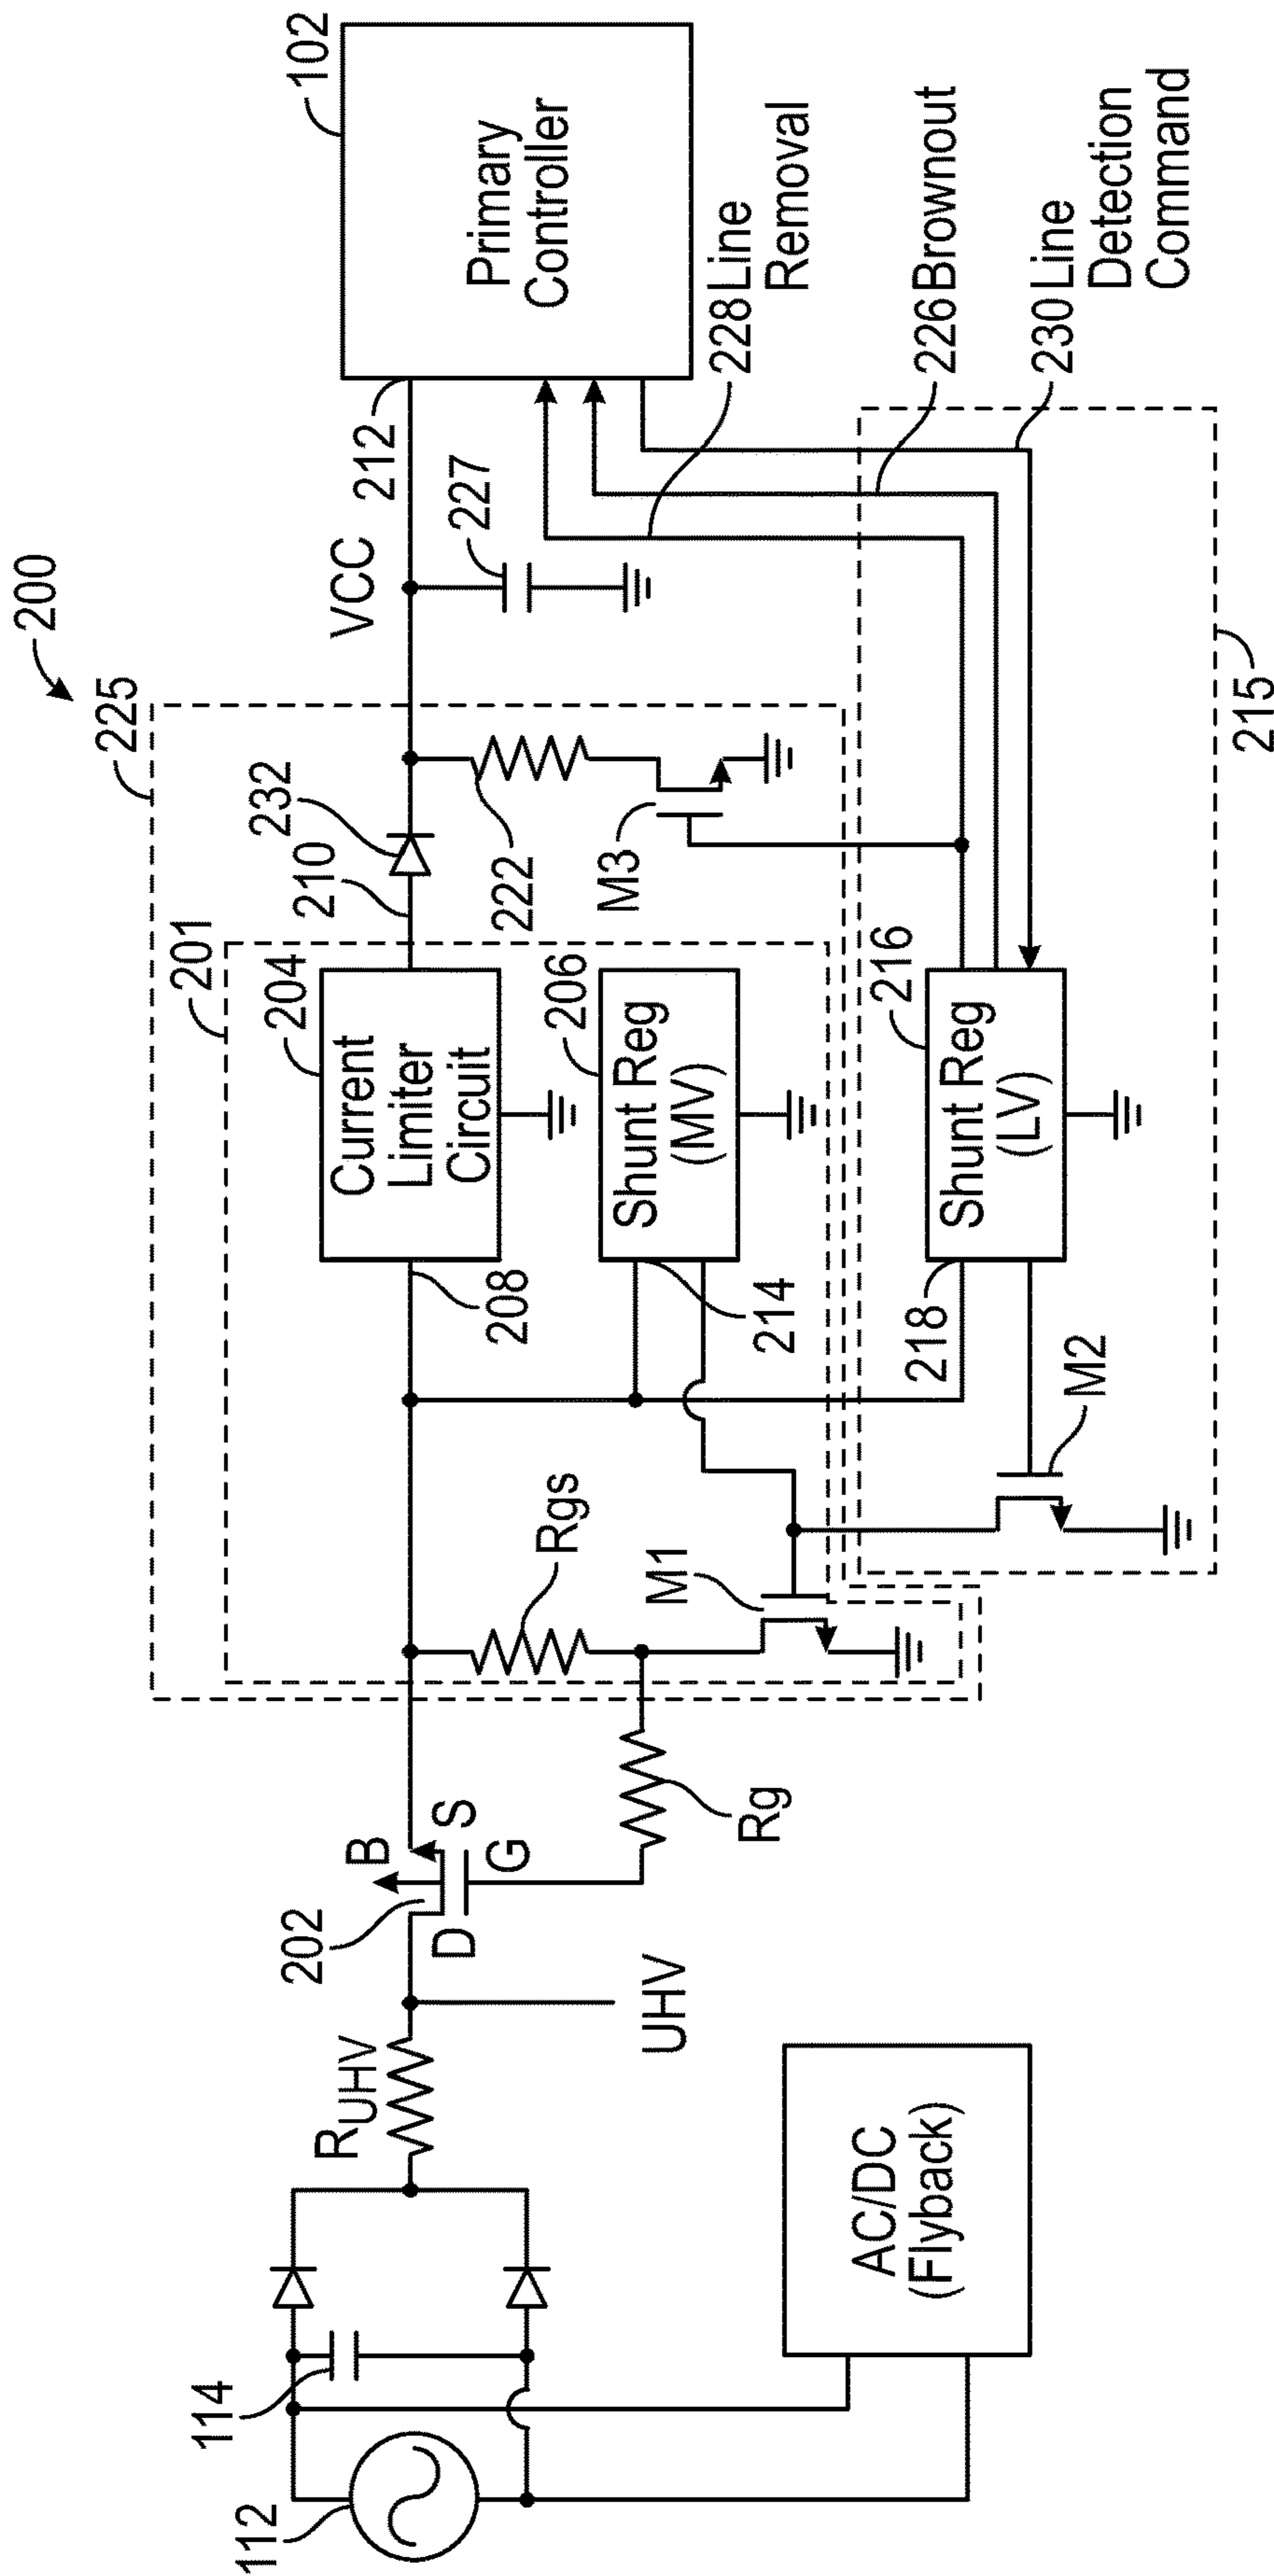 200
225
201
204
Current
Limiter
Circuit
208
210
232
VCC
212
102
Primary
Controller
227
222
M3
206
Shunt Reg
(MV)
214
216
Shunt Reg
(LV)
218
M2
M1
Rgs
Rg
B
S
G
D
202
UHV
RUHV
114
112
AC/DC
(Flyback)
228 Line
Removal
226 Brownout
230 Line
Detection
Command
215